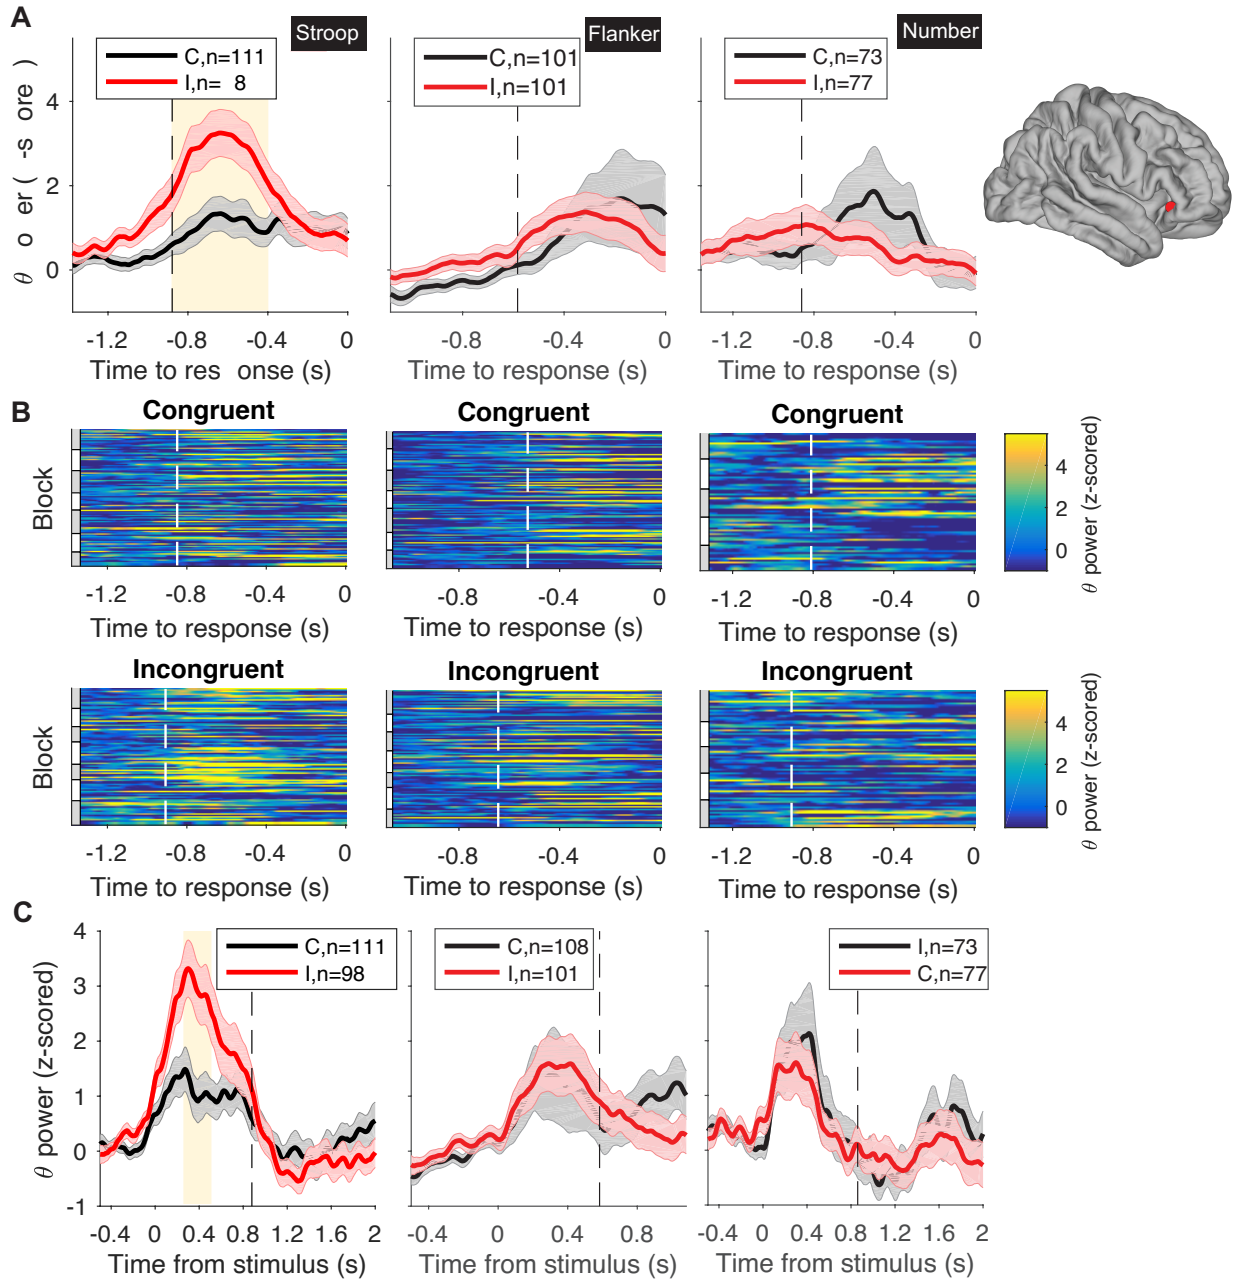 A
Stroop
Flanker
Number
C,n=111
I,n= 8
C,n=101
I,n=101
C,n=73
I,n=77
θ o er ( -s ore )
4
2
0
-1.2 -0.8 -0.4 0
-0.8 -0.4 0
-1.2 -0.8 -0.4 0
Time to res onse (s)
Time to response (s)
Time to response (s)
B
Congruent
Congruent
Congruent
Block
-1.2 -0.8 -0.4 0
-0.8 -0.4 0
-1.2 -0.8 -0.4 0
Time to response (s)
Time to response (s)
Time to response (s)
4
2
0
θ power (z-scored)
Incongruent
Incongruent
Incongruent
Block
-1.2 -0.8 -0.4 0
-0.8 -0.4 0
-1.2 -0.8 -0.4 0
Time to response (s)
Time to response (s)
Time to response (s)
4
2
0
θ power (z-scored)
C
C,n=111
I,n=98
C,n=108
I,n=101
I,n=73
C,n=77
θ power (z-scored)
4
3
2
1
0
-1
-0.4 0 0.4 0.8 1.2 1.6 2
-0.4 0 0.4 0.8
-0.4 0 0.4 0.8 1.2 1.6 2
Time from stimulus (s)
Time from stimulus (s)
Time from stimulus (s)